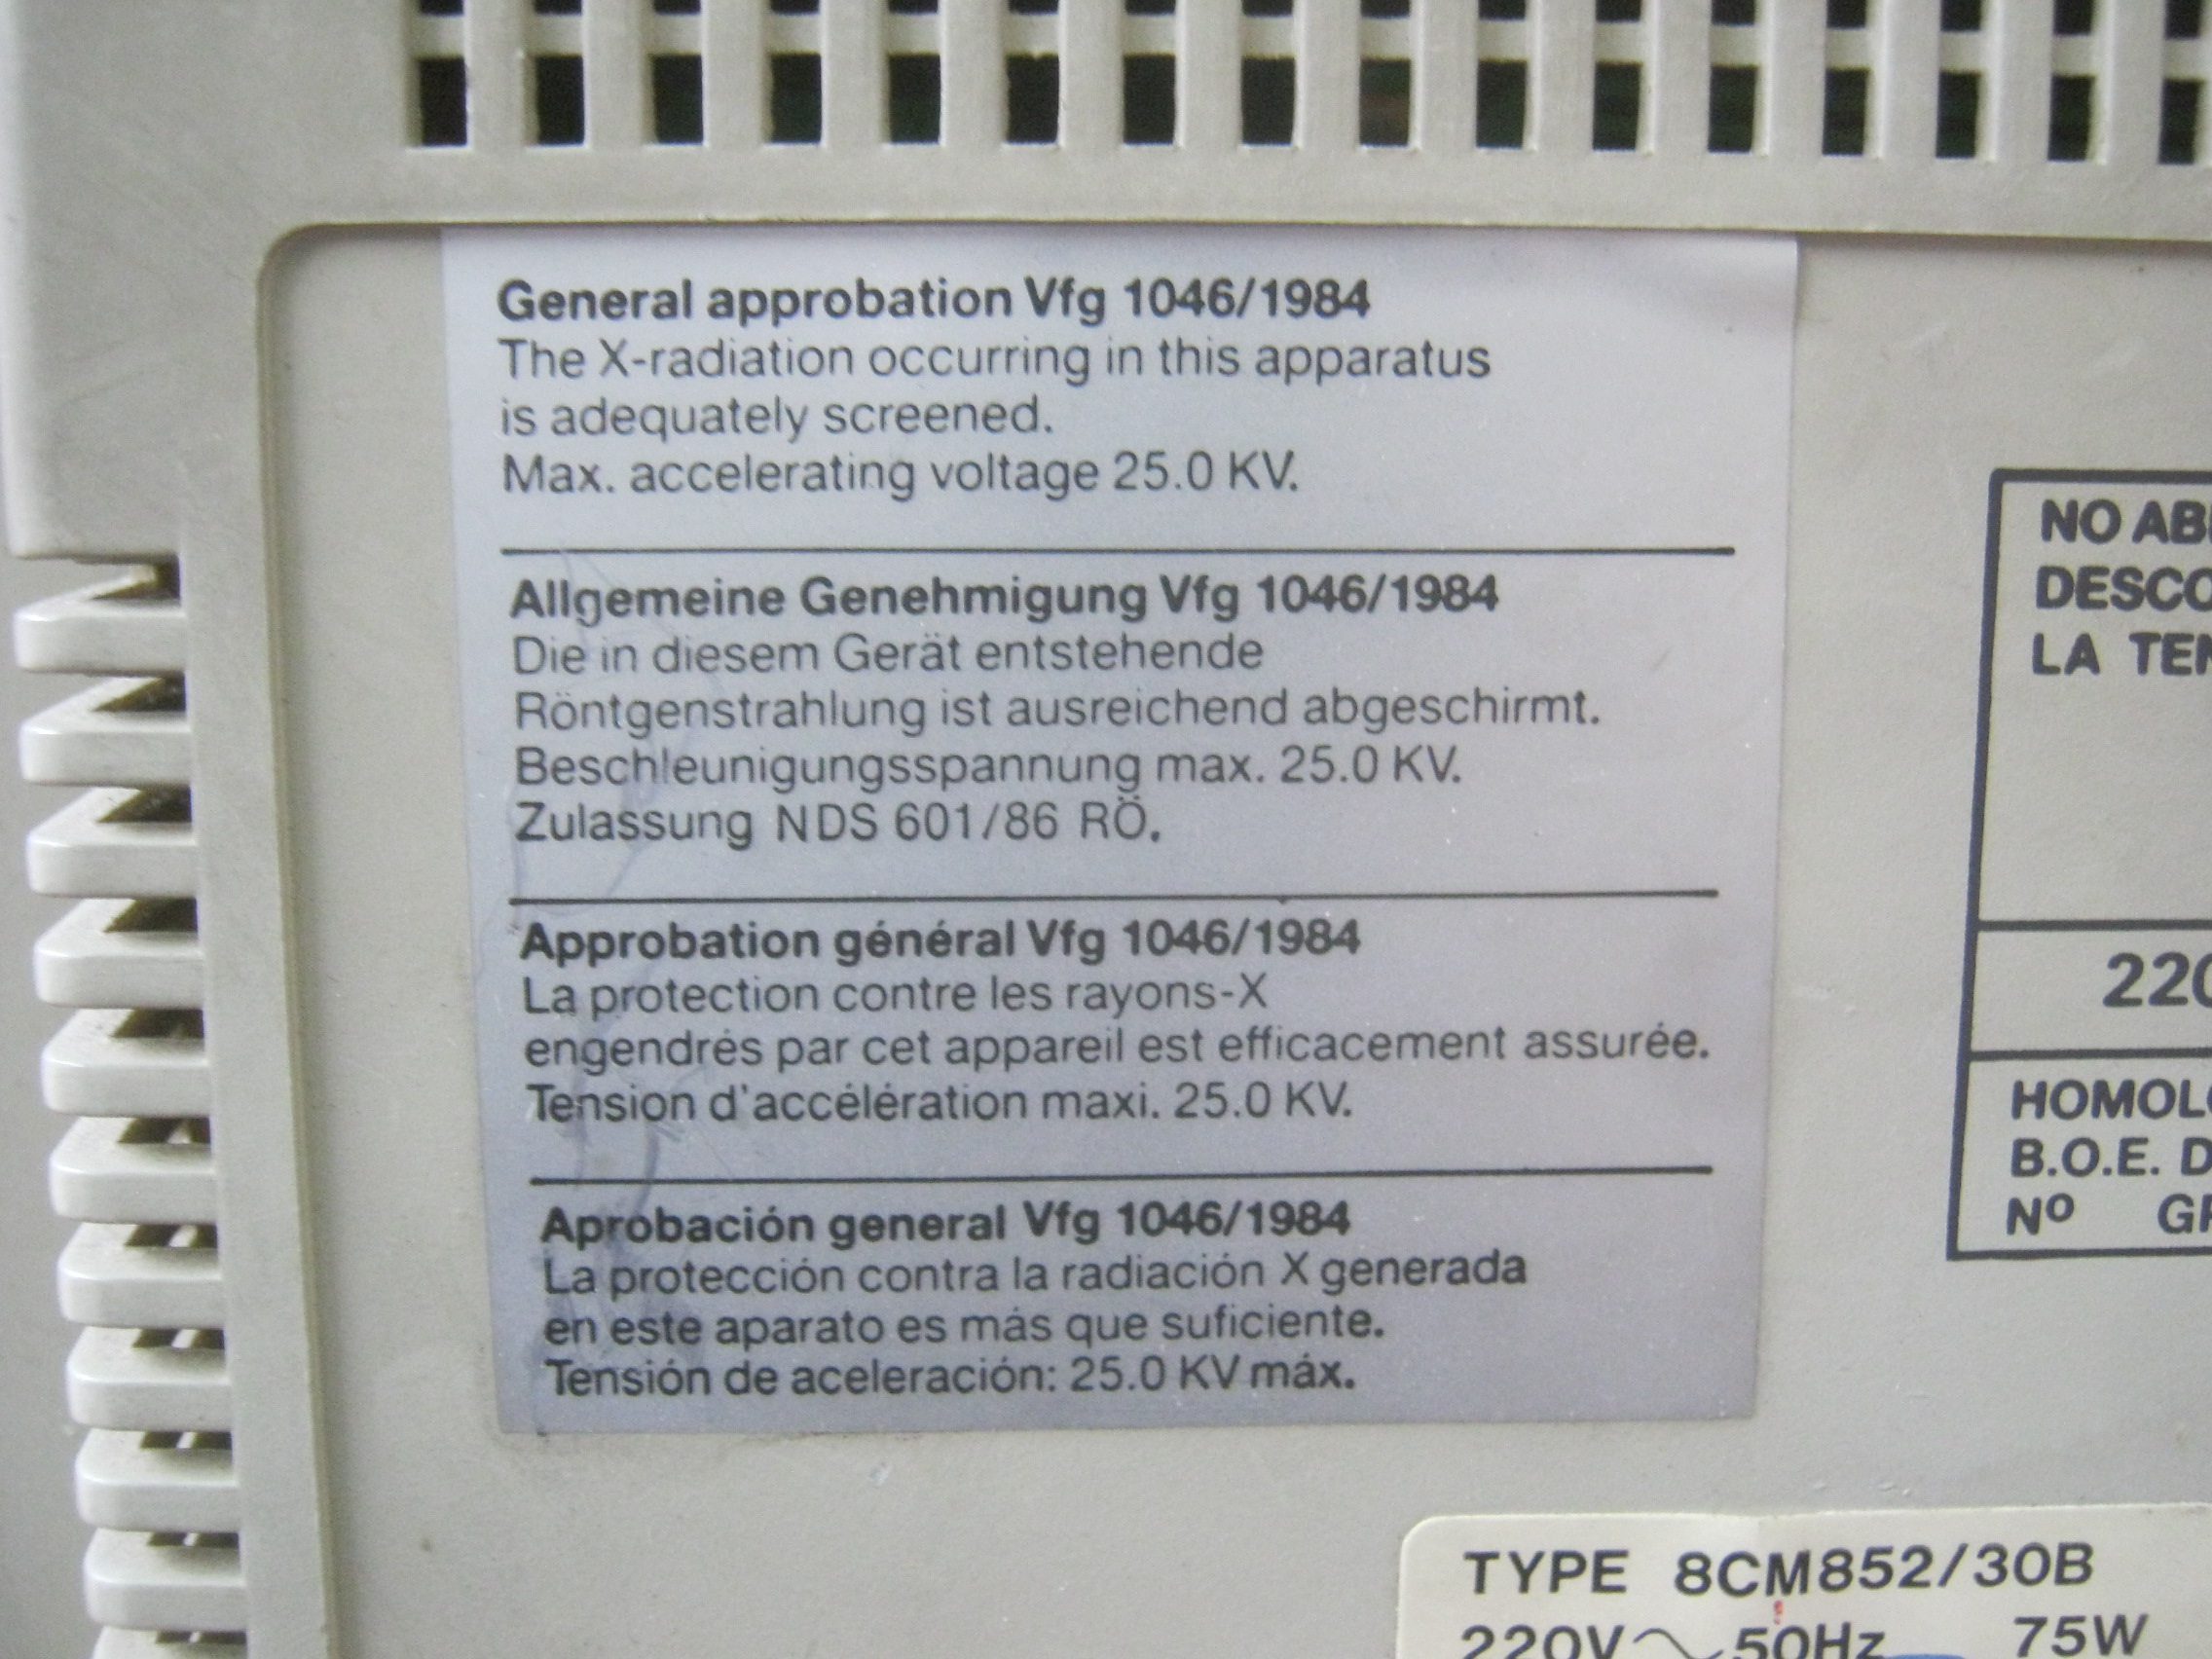 General approbation Vfg 1046/1984
The X-radiation occurring in this apparatus
is adequately screened.
Max. accelerating voltage 25.0 KV.
Allgemeine Genehmigung Vfg 1046/1984
Die in diesem Gerät entstehende
Röntgenstrahlung ist ausreichend abgeschirmt.
Beschleunigungsspannung max. 25.0 KV.
Zulassung NDS 601/86 RÖ.
Approbation général Vfg 1046/1984
La protection contre les rayons-X
engendrés par cet appareil est efficacement assurée.
Tension d'accélération maxi. 25.0 KV.
Aprobación general Vfg 1046/1984
La protección contra la radiación X generada
en este aparato es más que suficiente.
Tensión de aceleración: 25.0 KV máx.
NO
LA
B.O.E.
Nº
TYPE 8CM852/30B
220V~50Hz 75W